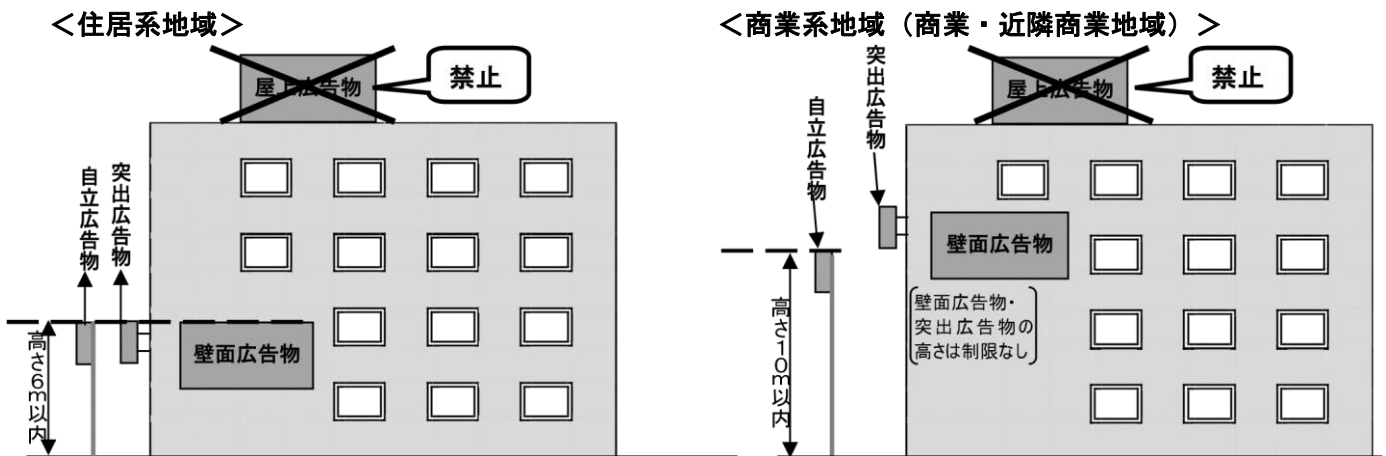 ＜住居系地域＞
屋上広告物
禁止
自立広告物
突出広告物
壁面広告物
高さ6m以内
＜商業系地域（商業・近隣商業地域）＞
屋上広告物
禁止
突出広告物
自立広告物
壁面広告物
壁面広告物・
突出広告物の
高さは制限なし
高さ10m以内